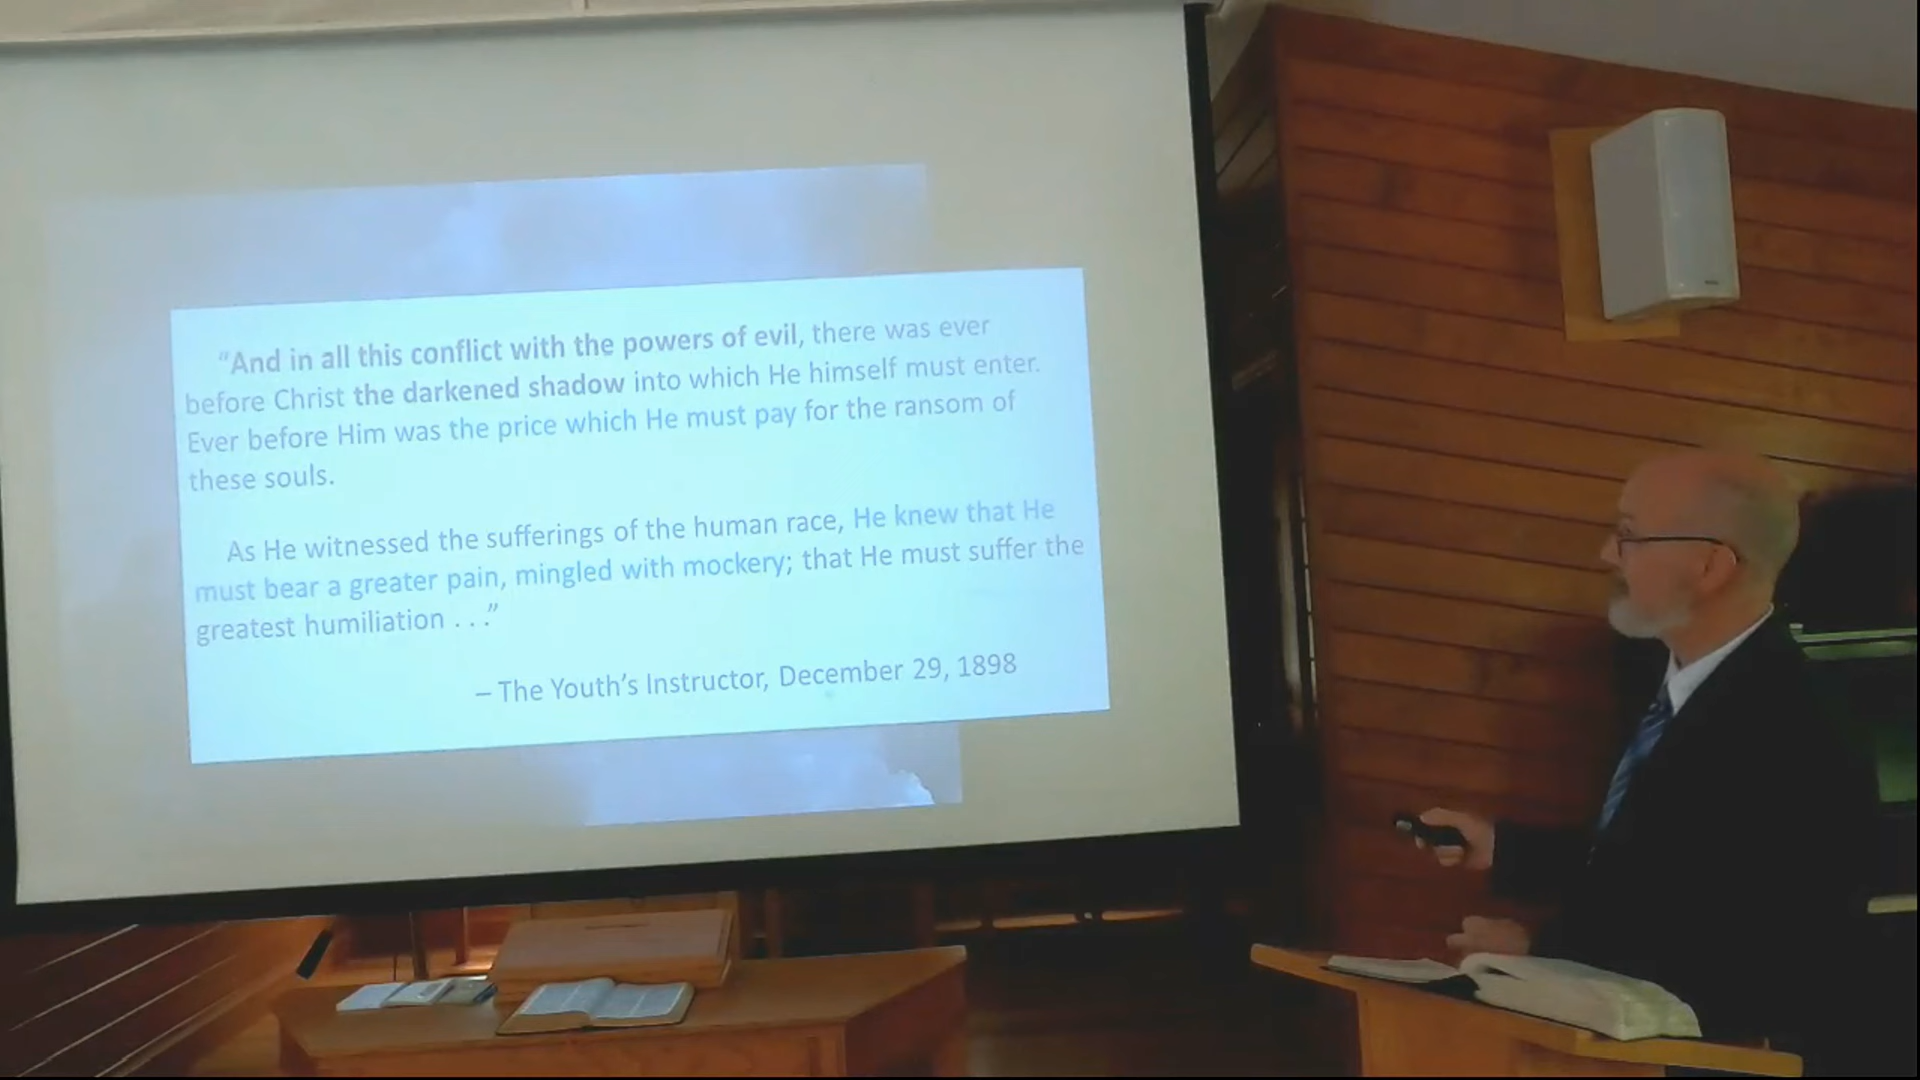 “And in all this conflict with the powers of evil, there was ever
before Christ the darkened shadow into which He himself must enter.
Ever before Him was the price which He must pay for the ransom of
these souls.
As He witnessed the sufferings of the human race, He knew that He
must bear a greater pain, mingled with mockery; that He must suffer the
greatest humiliation . . .”
– The Youth’s Instructor, December 29, 1898